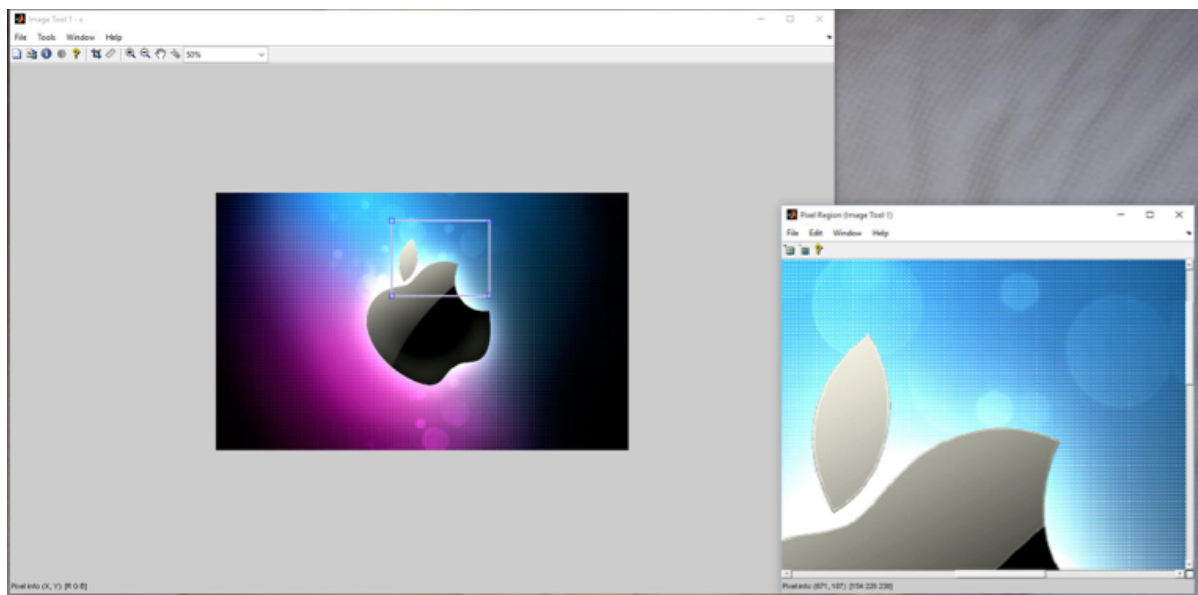 Image Tool 1 - x
File Tools Window Help
50%
Pixel info: (X, Y) [R G B]
Pixel Region (Image Tool 1)
File Edit Window Help
Pixel info: (671, 107) [154 226 230]